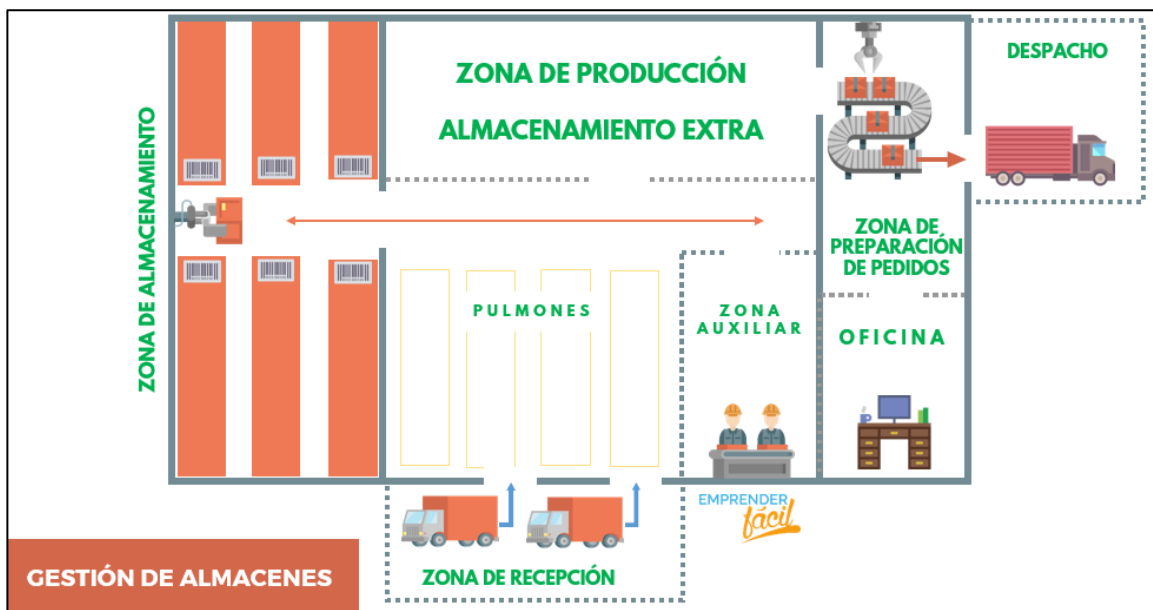 ZONA DE ALMACENAMIENTO
ZONA DE PRODUCCIÓN
ALMACENAMIENTO EXTRA
DESPACHO
ZONA DE
PREPARACIÓN
DE PEDIDOS
PULMONES
ZONA
AUXILIAR
OFICINA
EMPRENDER
fácil
ZONA DE RECEPCIÓN
GESTIÓN DE ALMACENES